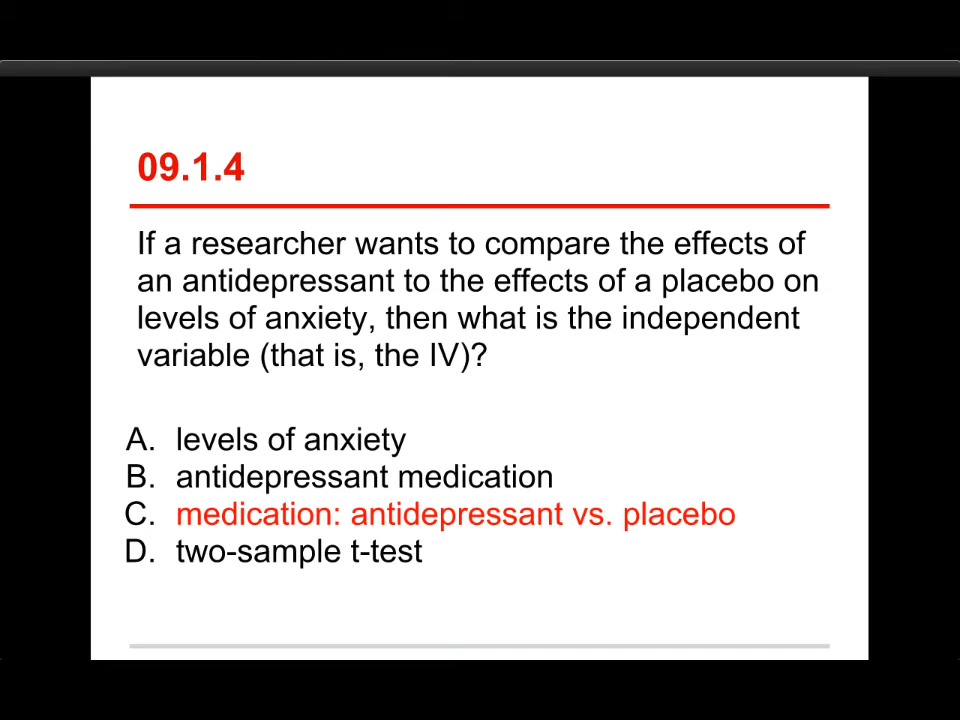 09.1.4
If a researcher wants to compare the effects of
an antidepressant to the effects of a placebo on
levels of anxiety, then what is the independent
variable (that is, the IV)?
A. levels of anxiety
B. antidepressant medication
C. medication: antidepressant vs. placebo
D. two-sample t-test